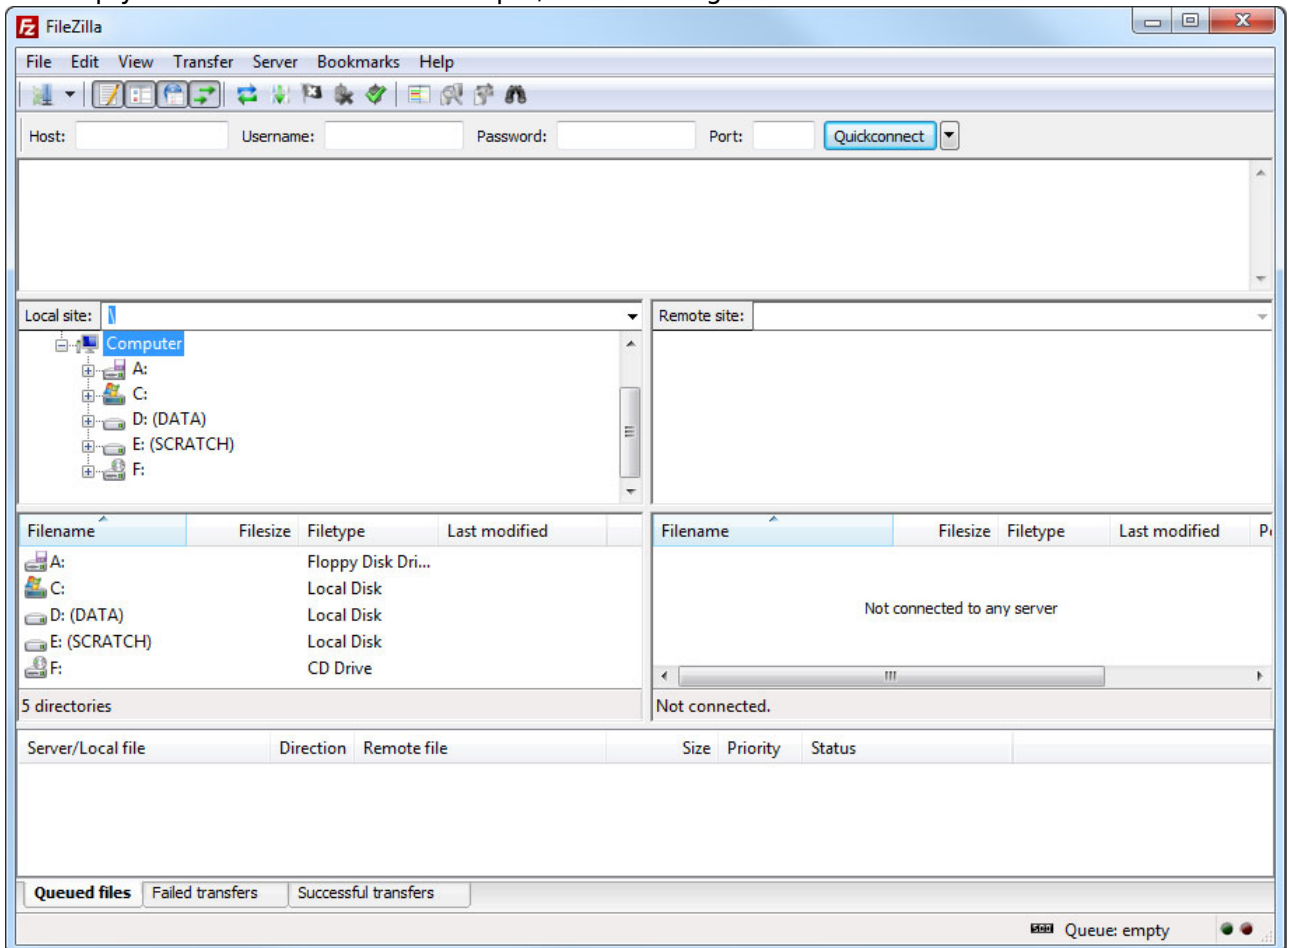 FileZilla
File Edit View Transfer Server Bookmarks Help
Host: Username: Password: Port: Quickconnect
Local site: \
Remote site:
Computer
A:
C:
D: (DATA)
E: (SCRATCH)
F:
Filename Filesize Filetype Last modified
A: Floppy Disk Dri...
C: Local Disk
D: (DATA) Local Disk
E: (SCRATCH) Local Disk
F: CD Drive
5 directories
Filename Filesize Filetype Last modified
Not connected to any server
Not connected.
Server/Local file Direction Remote file Size Priority Status
Queued files Failed transfers Successful transfers
Queue: empty